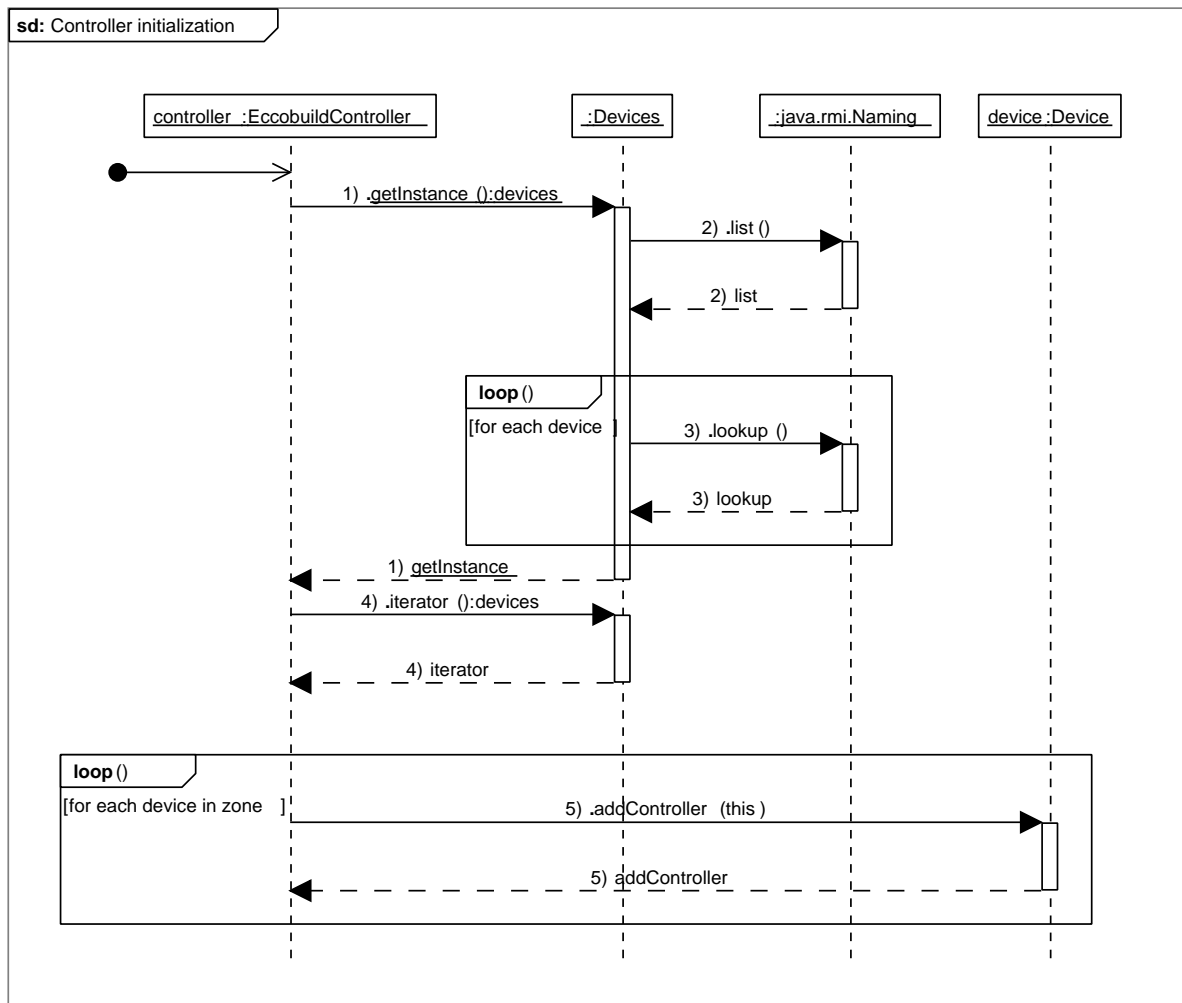 sd: Controller initialization
controller :EccobuildController
:Devices
:java.rmi.Naming
device:Device
1) .getInstance ():devices
2) .list ()
2) list
loop ()
[for each device ]
3) .lookup ()
3) lookup
1) getInstance
4) .iterator ():devices
4) iterator
loop ()
[for each device in zone ]
5) .addController (this )
5) addController